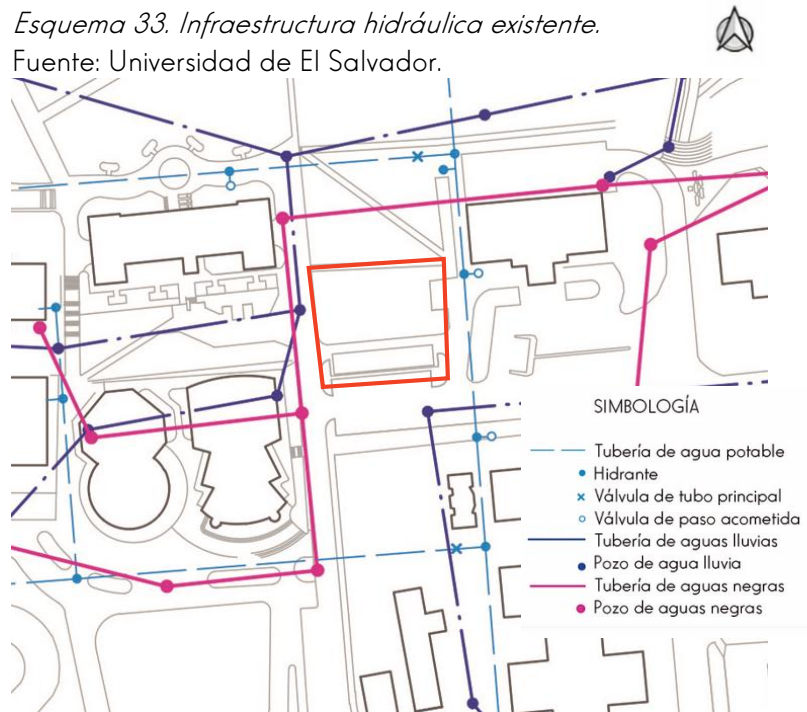 Esquema 33. Infraestructura hidráulica existente.
Fuente: Universidad de El Salvador.
SIMBOLOGÍA
Tubería de agua potable
Hidrante
Válvula de tubo principal
Válvula de paso acometida
Tubería de aguas lluvias
Pozo de agua lluvia
Tubería de aguas negras
Pozo de aguas negras